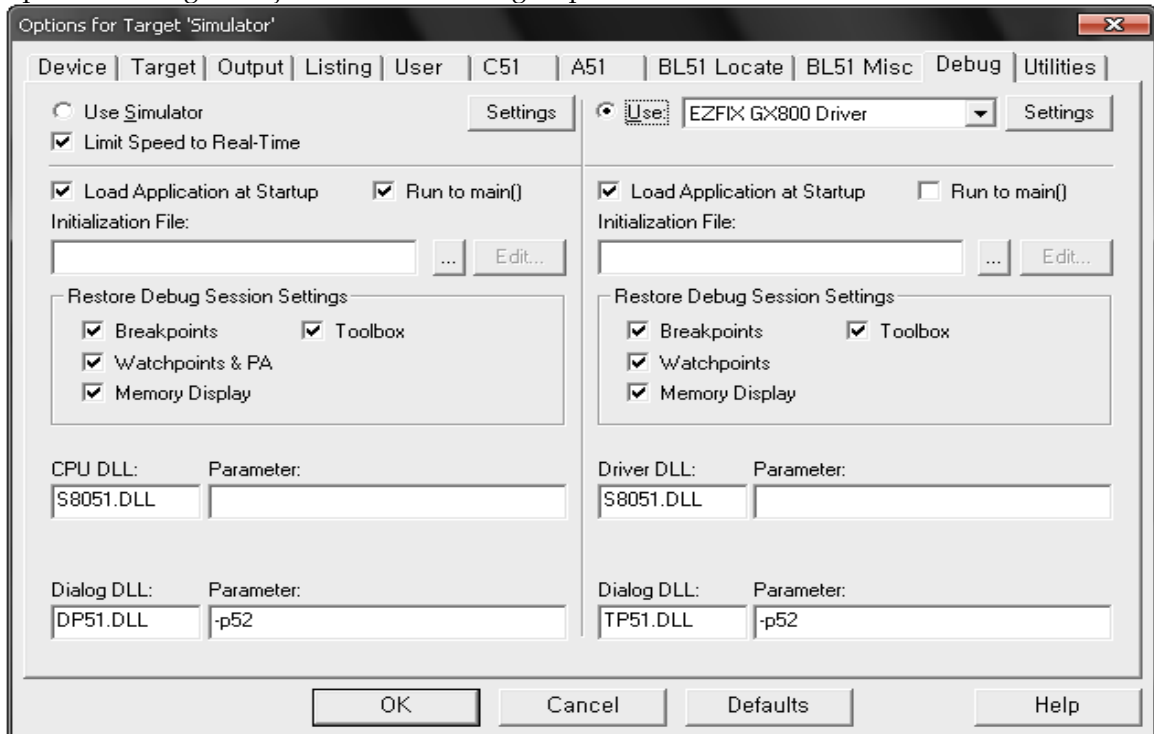 Options for Target 'Simulator'
Device Target Output Listing User C51 A51 BL51 Locate BL51 Misc Debug Utilities
Use Simulator Settings
Limit Speed to Real-Time
Use: EZFIX GX800 Driver Settings
Load Application at Startup Run to main()
Initialization File:
... Edit...
Restore Debug Session Settings
Breakpoints Toolbox
Watchpoints & PA
Memory Display
Load Application at Startup Run to main()
Initialization File:
... Edit...
Restore Debug Session Settings
Breakpoints Toolbox
Watchpoints
Memory Display
CPU DLL: Parameter:
S8051.DLL
Driver DLL: Parameter:
S8051.DLL
Dialog DLL: Parameter:
DP51.DLL -p52
Dialog DLL: Parameter:
TP51.DLL -p52
OK Cancel Defaults Help